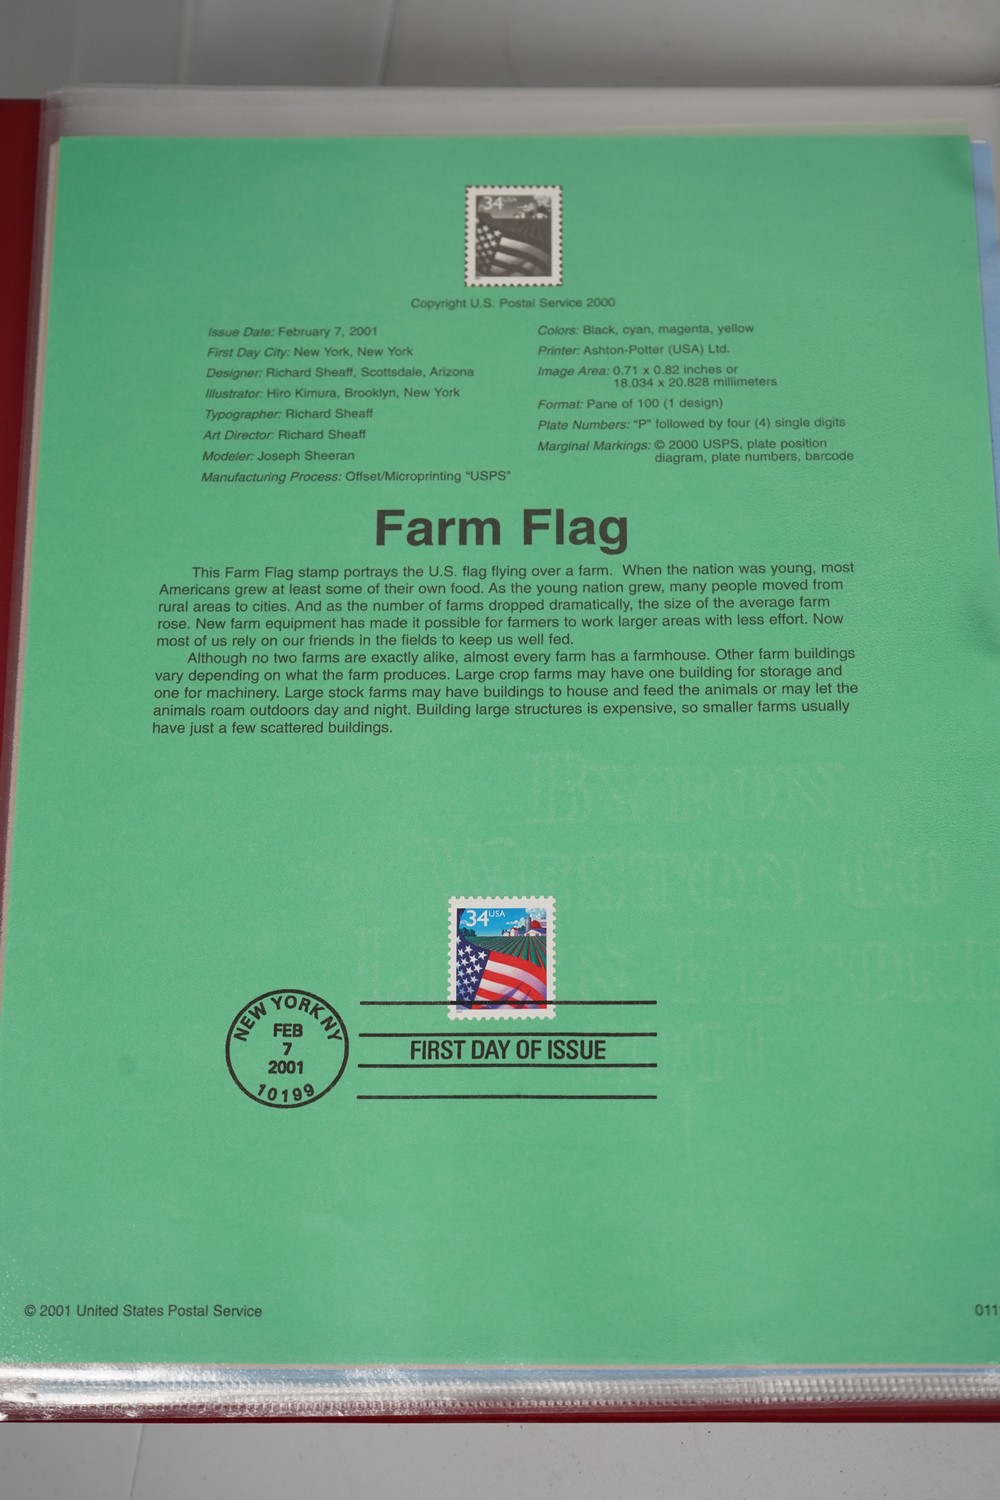 34 USA
Copyright U.S. Postal Service 2000
Issue Date: February 7, 2001
First Day City: New York, New York
Designer: Richard Sheaff, Scottsdale, Arizona
Illustrator: Hiro Kimura, Brooklyn, New York
Typographer: Richard Sheaff
Art Director: Richard Sheaff
Modeler: Joseph Sheeran
Manufacturing Process: Offset/Microprinting "USPS"
Colors: Black, cyan, magenta, yellow
Printer: Ashton-Potter (USA) Ltd.
Image Area: 0.71 x 0.82 inches or
18.034 x 20.828 millimeters
Format: Pane of 100 (1 design)
Plate Numbers: "P" followed by four (4) single digits
Marginal Markings: © 2000 USPS, plate position
diagram, plate numbers, barcode
Farm Flag
This Farm Flag stamp portrays the U.S. flag flying over a farm. When the nation was young, most
Americans grew at least some of their own food. As the young nation grew, many people moved from
rural areas to cities. And as the number of farms dropped dramatically, the size of the average farm
rose. New farm equipment has made it possible for farmers to work larger areas with less effort. Now
most of us rely on our friends in the fields to keep us well fed.
Although no two farms are exactly alike, almost every farm has a farmhouse. Other farm buildings
vary depending on what the farm produces. Large crop farms may have one building for storage and
one for machinery. Large stock farms may have buildings to house and feed the animals or may let the
animals roam outdoors day and night. Building large structures is expensive, so smaller farms usually
have just a few scattered buildings.
34 USA
NEW YORK NY
FEB
7
2001
10199
FIRST DAY OF ISSUE
© 2001 United States Postal Service
011